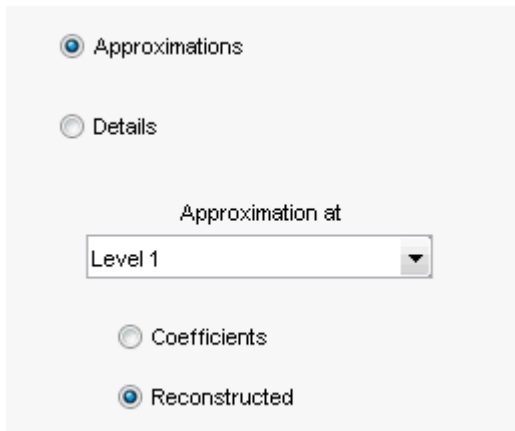 Approximations
Details
Approximation at
Level 1
Coefficients
Reconstructed